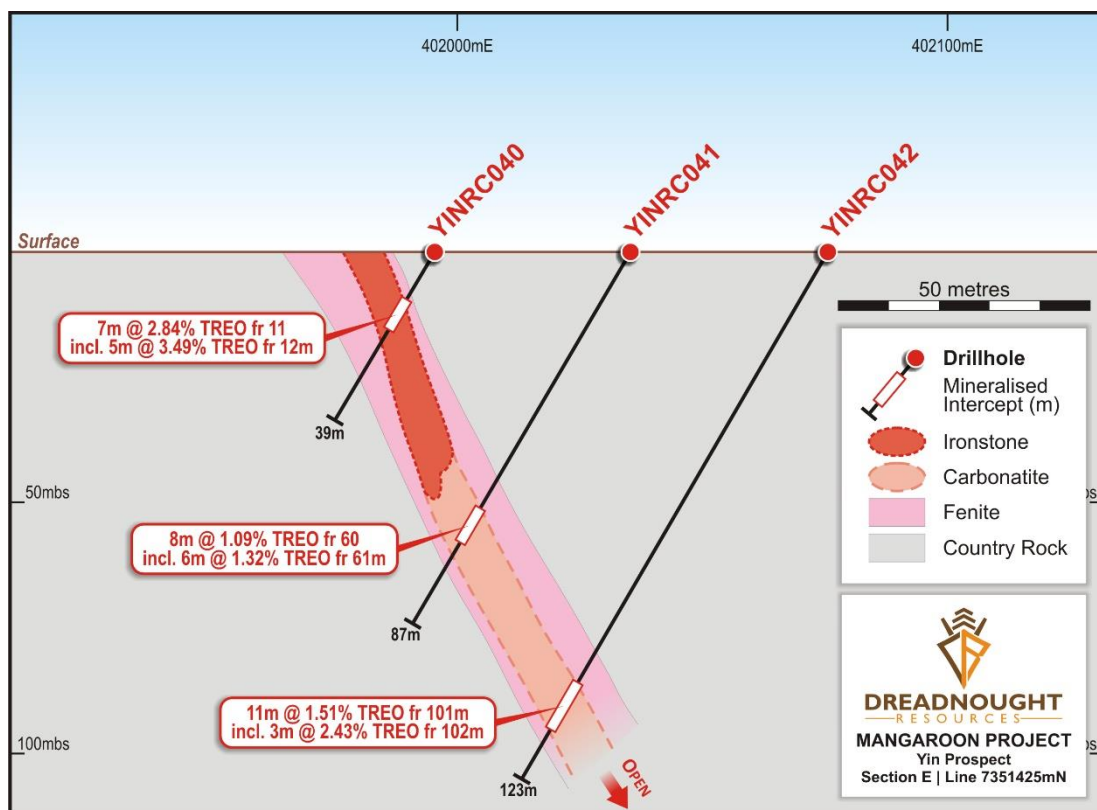 402000mE
402100mE
YINRC040
YINRC041
YINRC042
Surface
7m @ 2.84% TREO fr 11
incl. 5m @ 3.49% TREO fr 12m
39m
50mbs
8m @ 1.09% TREO fr 60
incl. 6m @ 1.32% TREO fr 61m
87m
11m @ 1.51% TREO fr 101m
incl. 3m @ 2.43% TREO fr 102m
100mbs
123m
OPEN
50 metres
Drillhole
Mineralised
Intercept (m)
Ironstone
Carbonatite
Fenite
Country Rock
DREADNOUGHT
RESOURCES
MANGAROON PROJECT
Yin Prospect
Section E | Line 7351425mN